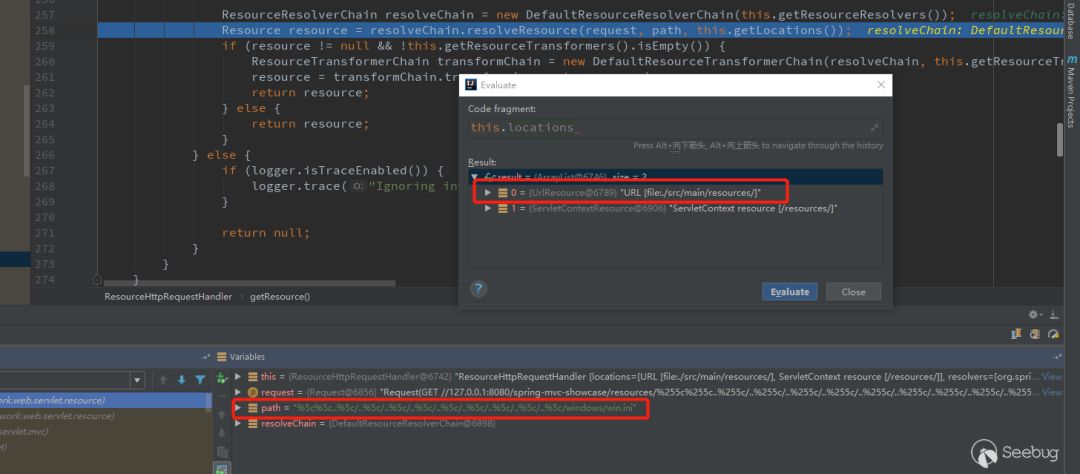 257 ResourceResolverChain resolveChain = new DefaultResourceResolverChain(this.getResourceResolvers()); resolveChain:
258 Resource resource = resolveChain.resolveResource(request, path, this.getLocations()); resolveChain: DefaultResour
259 if (resource != null && !this.getResourceTransformers().isEmpty()) {
260 ResourceTransformerChain transformChain = new DefaultResourceTransformerChain(resolveChain, this.getResourceTr
261 resource = transformChain.
262 return resource;
263 } else {
264 return resource;
265 }
266 } else {
267 if (logger.isTraceEnabled()) {
268 logger.trace( o: "Ignoring in
269 }
270
271 return null;
272 }
273 }
274 }
ResourceHttpRequestHandler › getResource()
Database
Maven Projects
Evaluate
Code fragment:
this.locations_
Press Alt+向下箭头, Alt+向上箭头 to navigate through the history
Result:
result = {ArrayList@6746} size = 2
0 = {UrlResource@6789} "URL [file:./src/main/resources/]"
1 = {ServletContextResource@6906} "ServletContext resource [/resources/]"
?
Evaluate
Close
Variables
this = {ResourceHttpRequestHandler@6742} "ResourceHttpRequestHandler [locations=[URL [file:./src/main/resources/], ServletContext resource [/resources/]], resolvers=[org.spri... View
request = {Request@6856} "Request(GET //127.0.0.1:8080/spring-mvc-showcase/resources/%255c%255c..%255c/..%255c/..%255c/..%255c/..%255c/..%255c/..%255c/..%255... View
path = "%5c%5c..%5c/..%5c/..%5c/..%5c/..%5c/..%5c/..%5c/..%5c/..%5c/windows/win.ini"
resolveChain = {DefaultResourceResolverChain@6898}
ork.web.servlet.resource)
work.web.servlet.resource)
servlet.mvc)
et)
Seebug